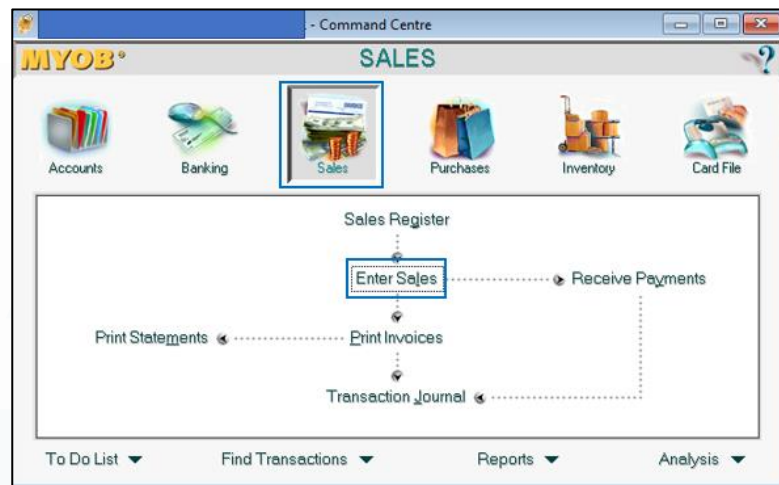 - Command Centre
MYOB®
SALES
?
Accounts
Banking
Sales
Purchases
Inventory
Card File
Sales Register
Enter Sales
Receive Payments
Print Statements
Print Invoices
Transaction Journal
To Do List
Find Transactions
Reports
Analysis